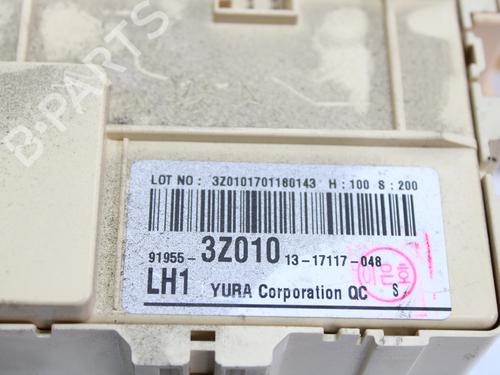 B-PARTS
LOT NO : 3Z0101701180143 H : 100 S : 200
91955 - 3Z010 13-17117-048
LH1 YURA Corporation QC S